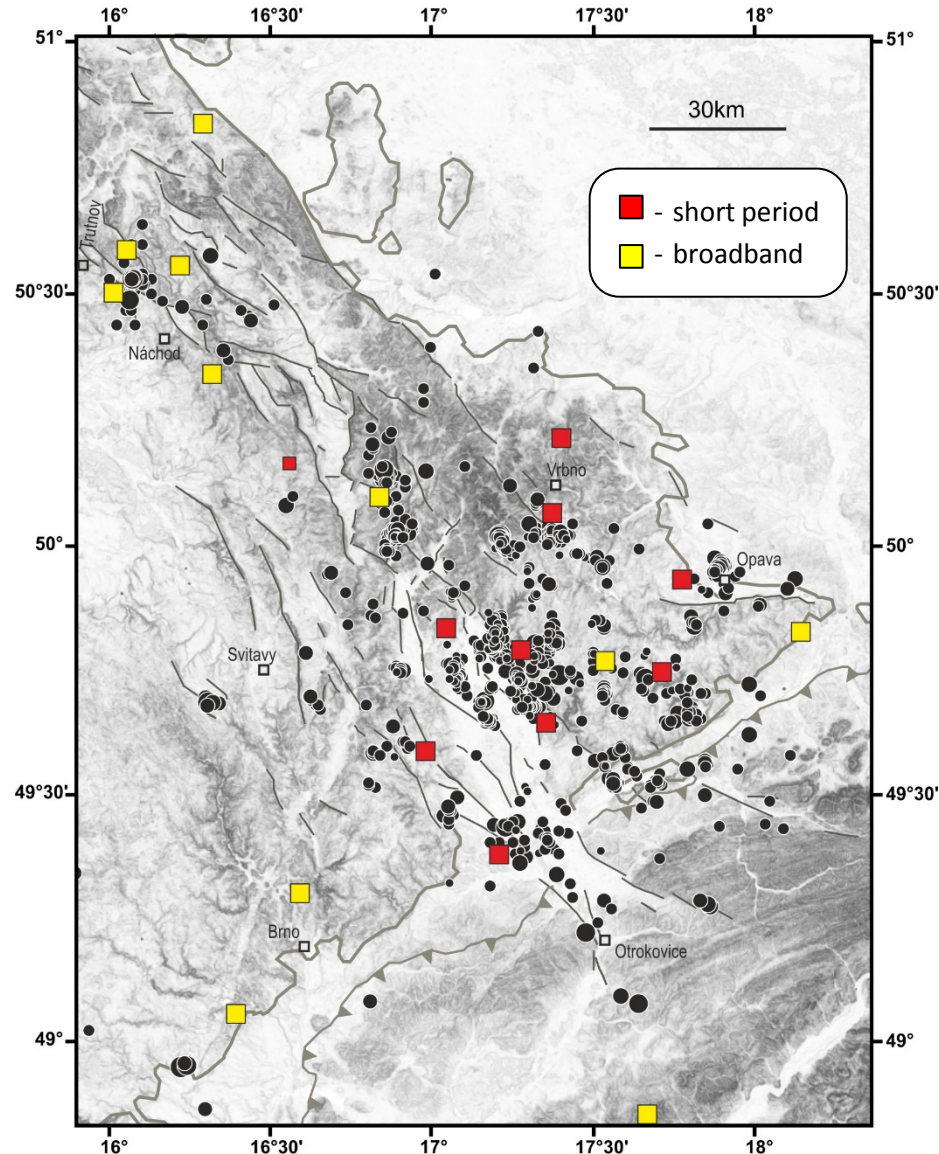 16° 16°30' 17° 17°30' 18°
51° 51°
30km
- short period
- broadband
Trutnov
50°30' 50°30'
Náchod
Vrbno
50° 50°
Opava
Svitavy
49°30' 49°30'
Brno
Otrokovice
49° 49°
16° 16°30' 17° 17°30' 18°